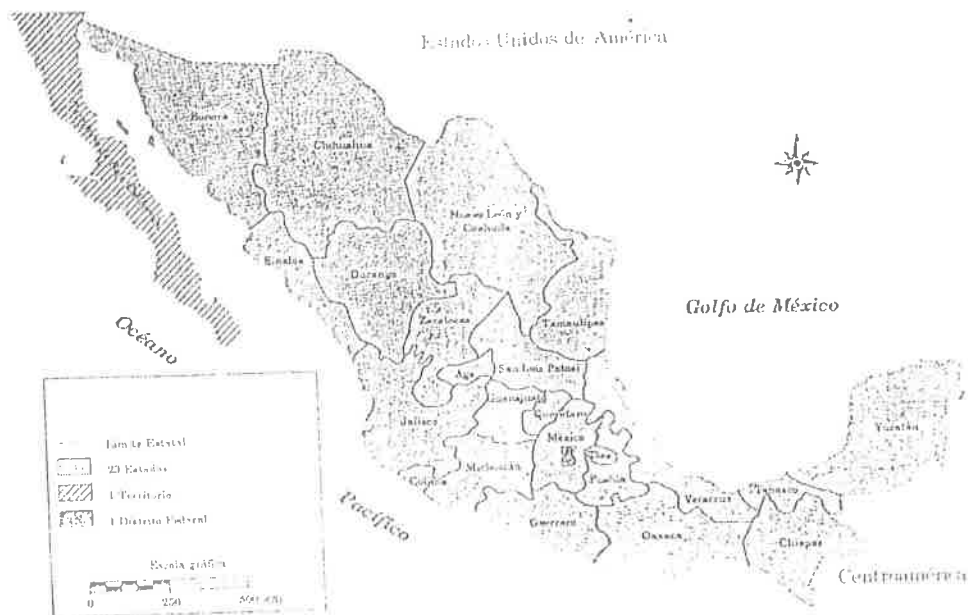 Estados Unidos de América
Sonora
Chihuahua
Nuevo León y
Coahuila
Sinaloa
Durango
Zacatecas
Tamaulipas
Golfo de México
Océano
Pacífico
Ags
San Luis Potosí
Guanajuato
Querétaro
Jalisco
México
D.F.
Tlax
Michoacán
Puebla
Colima
Guerrero
Oaxaca
Veracruz
Tabasco
Chiapas
Yucatán
Centroamérica
Límite Estatal
23 Estados
1 Territorio
1 Distrito Federal
Escala gráfica
0 250 500